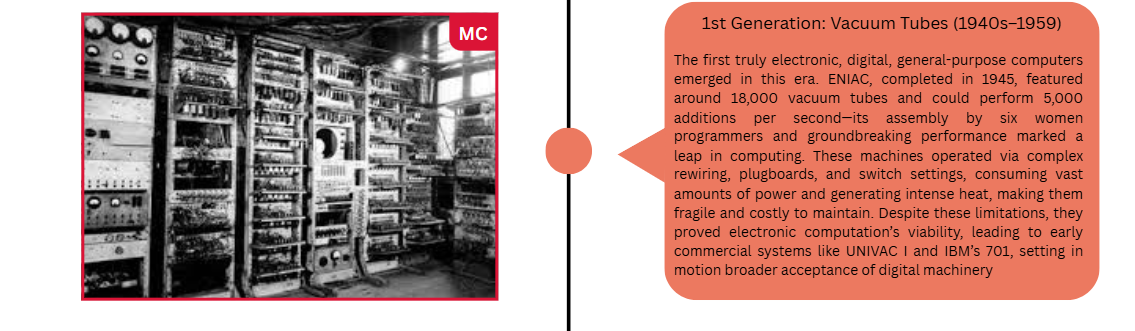 MC
1st Generation: Vacuum Tubes (1940s–1959)
The first truly electronic, digital, general-purpose computers
emerged in this era. ENIAC, completed in 1945, featured
around 18,000 vacuum tubes and could perform 5,000
additions per second—its assembly by six women
programmers and groundbreaking performance marked a
leap in computing. These machines operated via complex
rewiring, plugboards, and switch settings, consuming vast
amounts of power and generating intense heat, making them
fragile and costly to maintain. Despite these limitations, they
proved electronic computation’s viability, leading to early
commercial systems like UNIVAC I and IBM’s 701, setting in
motion broader acceptance of digital machinery